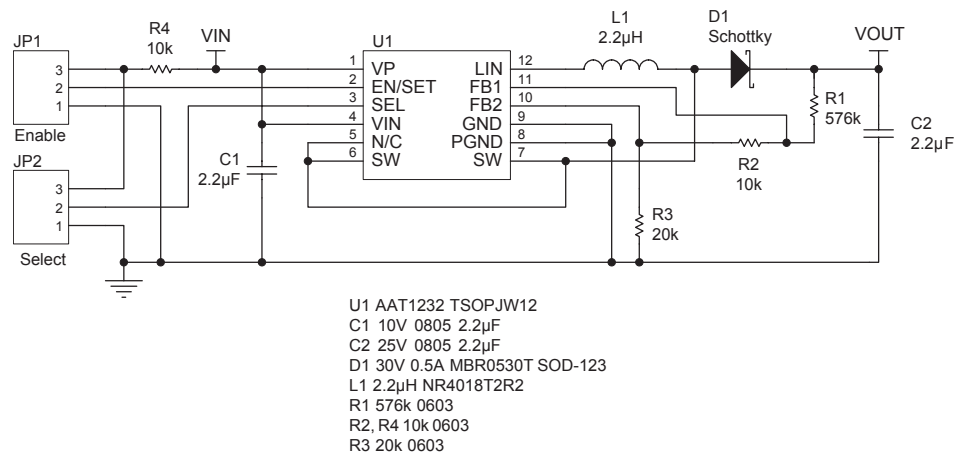 JP1
3
2
1
Enable
JP2
3
2
1
Select
R4
10k
VIN
C1
2.2µF
U1
1 VP
2 EN/SET
3 SEL
4 VIN
5 N/C
6 SW
LIN 12
FB1 11
FB2 10
GND 9
PGND 8
SW 7
L1
2.2µH
D1
Schottky
VOUT
R1
576k
C2
2.2µF
R2
10k
R3
20k
U1 AAT1232 TSOPJW12
C1 10V 0805 2.2µF
C2 25V 0805 2.2µF
D1 30V 0.5A MBR0530T SOD-123
L1 2.2µH NR4018T2R2
R1 576k 0603
R2, R4 10k 0603
R3 20k 0603